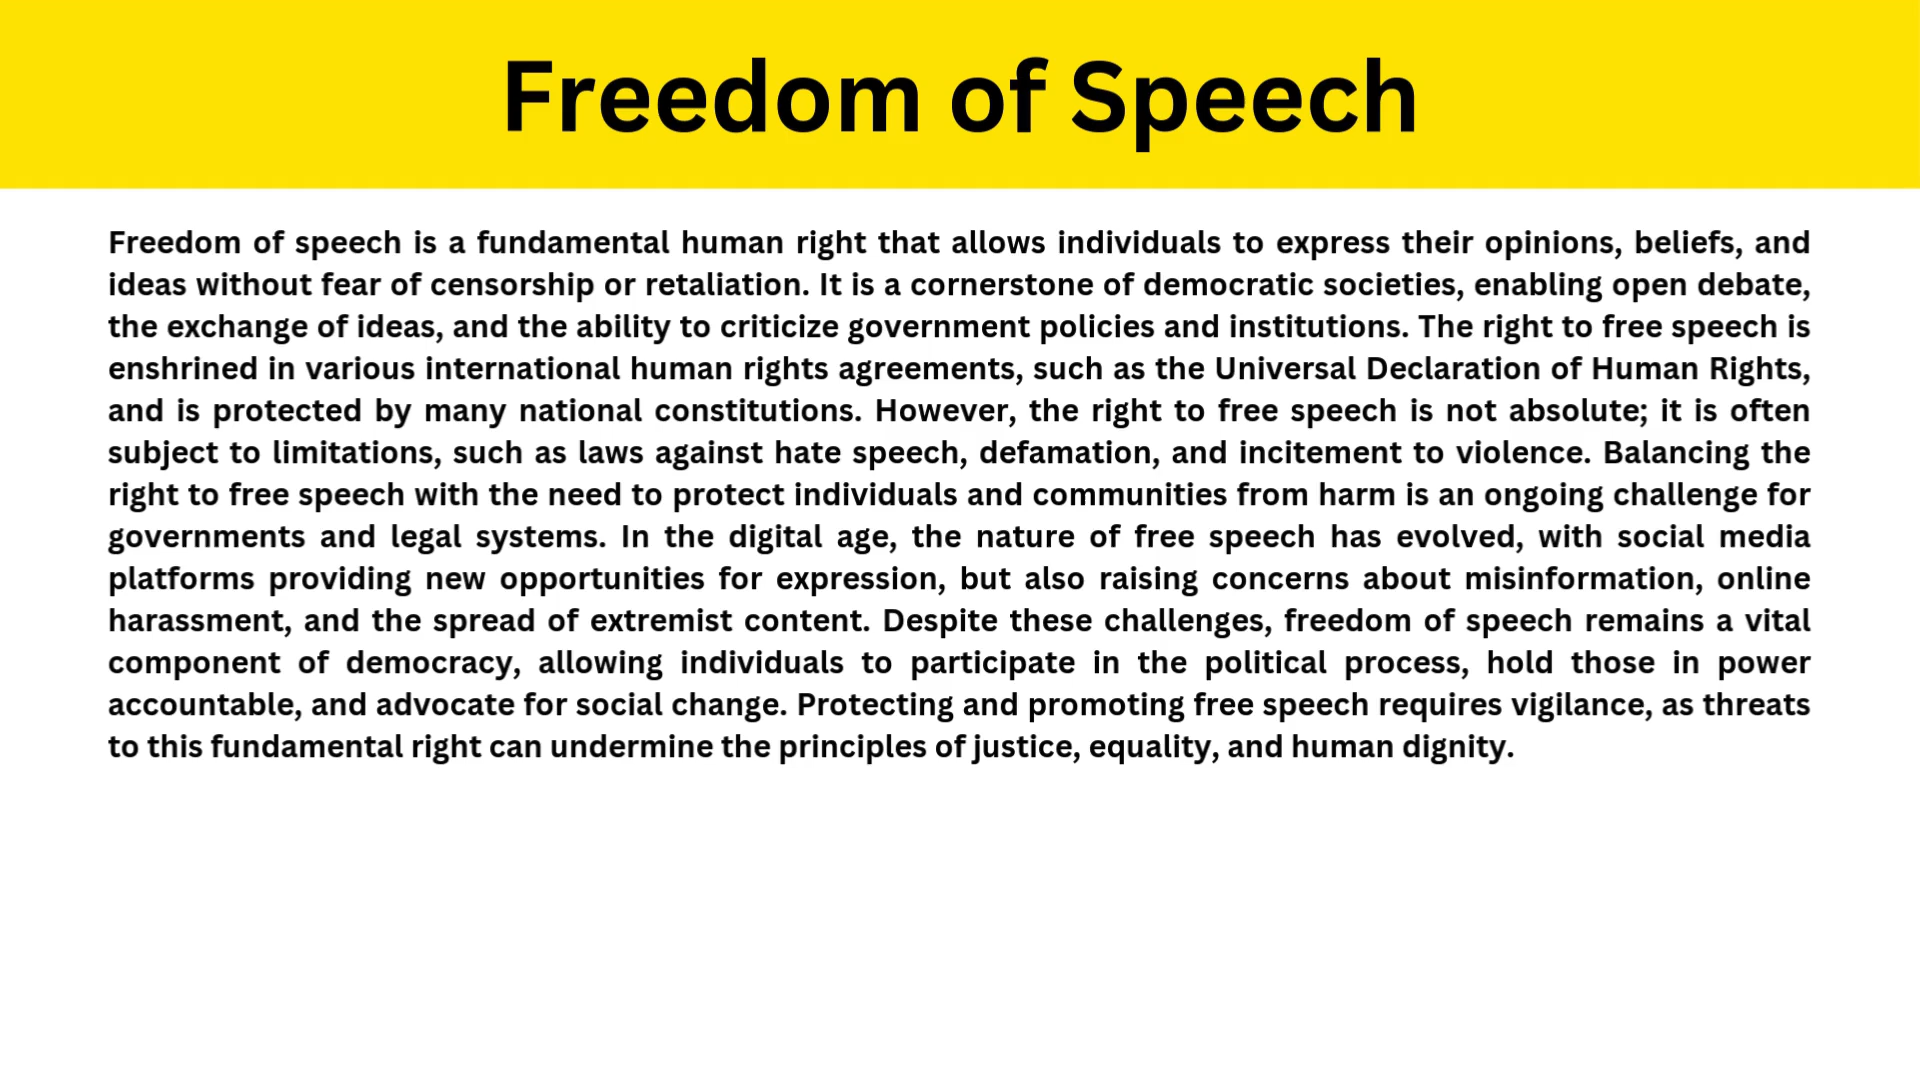 Freedom of Speech
Freedom of speech is a fundamental human right that allows individuals to express their opinions, beliefs, and
ideas without fear of censorship or retaliation. It is a cornerstone of democratic societies, enabling open debate,
the exchange of ideas, and the ability to criticize government policies and institutions. The right to free speech is
enshrined in various international human rights agreements, such as the Universal Declaration of Human Rights,
and is protected by many national constitutions. However, the right to free speech is not absolute; it is often
subject to limitations, such as laws against hate speech, defamation, and incitement to violence. Balancing the
right to free speech with the need to protect individuals and communities from harm is an ongoing challenge for
governments and legal systems. In the digital age, the nature of free speech has evolved, with social media
platforms providing new opportunities for expression, but also raising concerns about misinformation, online
harassment, and the spread of extremist content. Despite these challenges, freedom of speech remains a vital
component of democracy, allowing individuals to participate in the political process, hold those in power
accountable, and advocate for social change. Protecting and promoting free speech requires vigilance, as threats
to this fundamental right can undermine the principles of justice, equality, and human dignity.